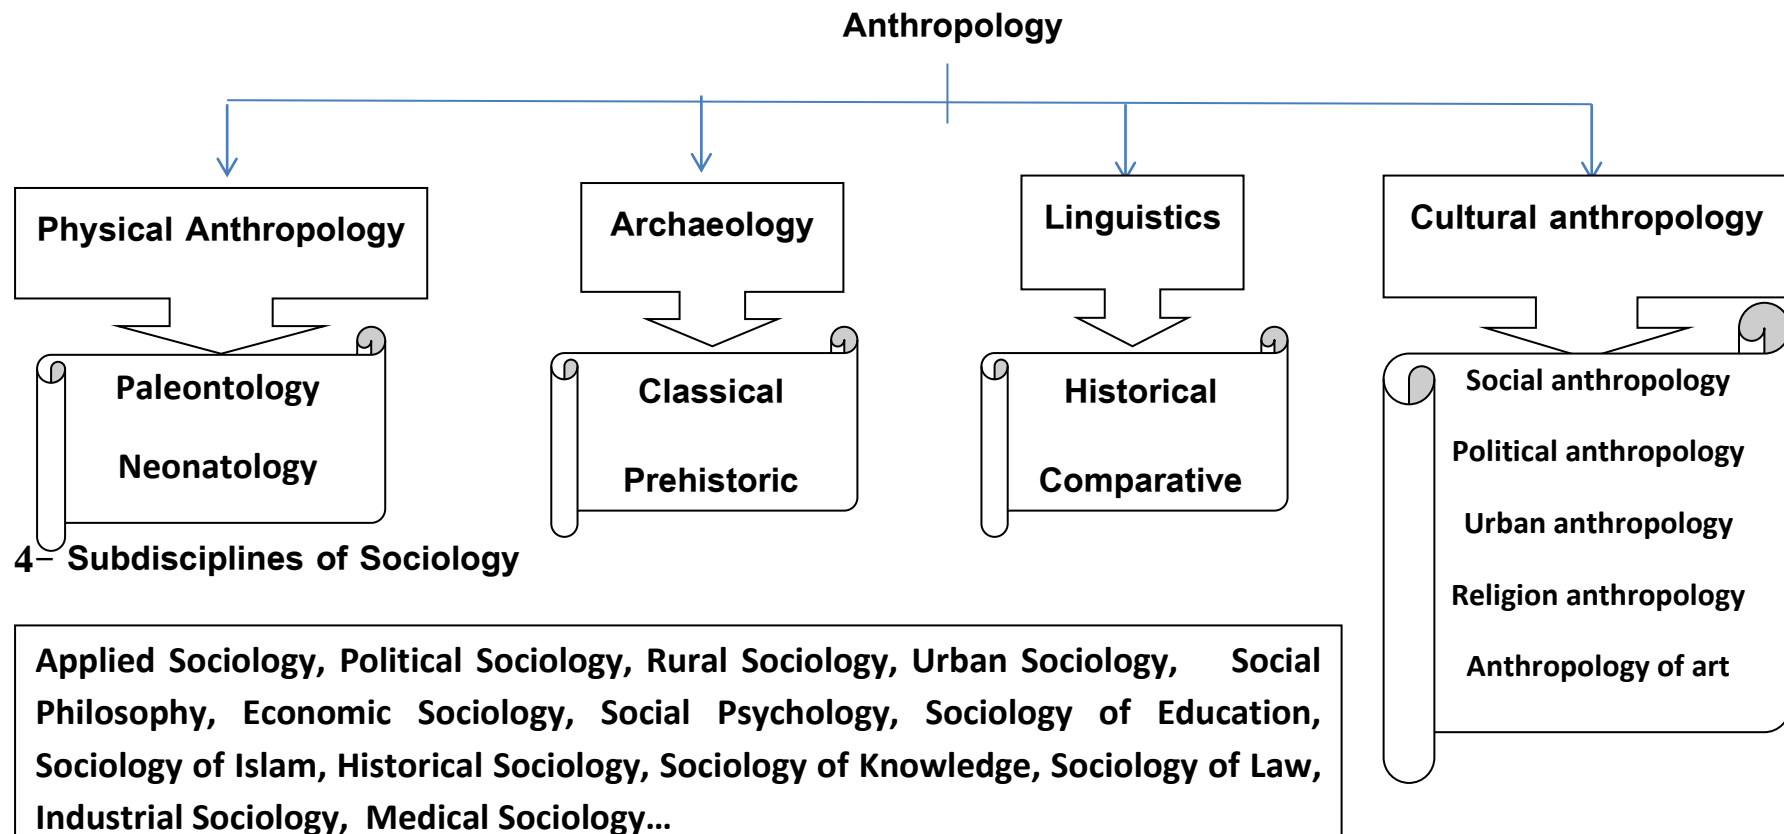 Anthropology
Physical Anthropology
Archaeology
Linguistics
Cultural anthropology
Paleontology
Neonatology
Classical
Prehistoric
Historical
Comparative
Social anthropology
Political anthropology
Urban anthropology
Religion anthropology
Anthropology of art
4– Subdisciplines of Sociology
Applied Sociology, Political Sociology, Rural Sociology, Urban Sociology, Social
Philosophy, Economic Sociology, Social Psychology, Sociology of Education,
Sociology of Islam, Historical Sociology, Sociology of Knowledge, Sociology of Law,
Industrial Sociology, Medical Sociology…